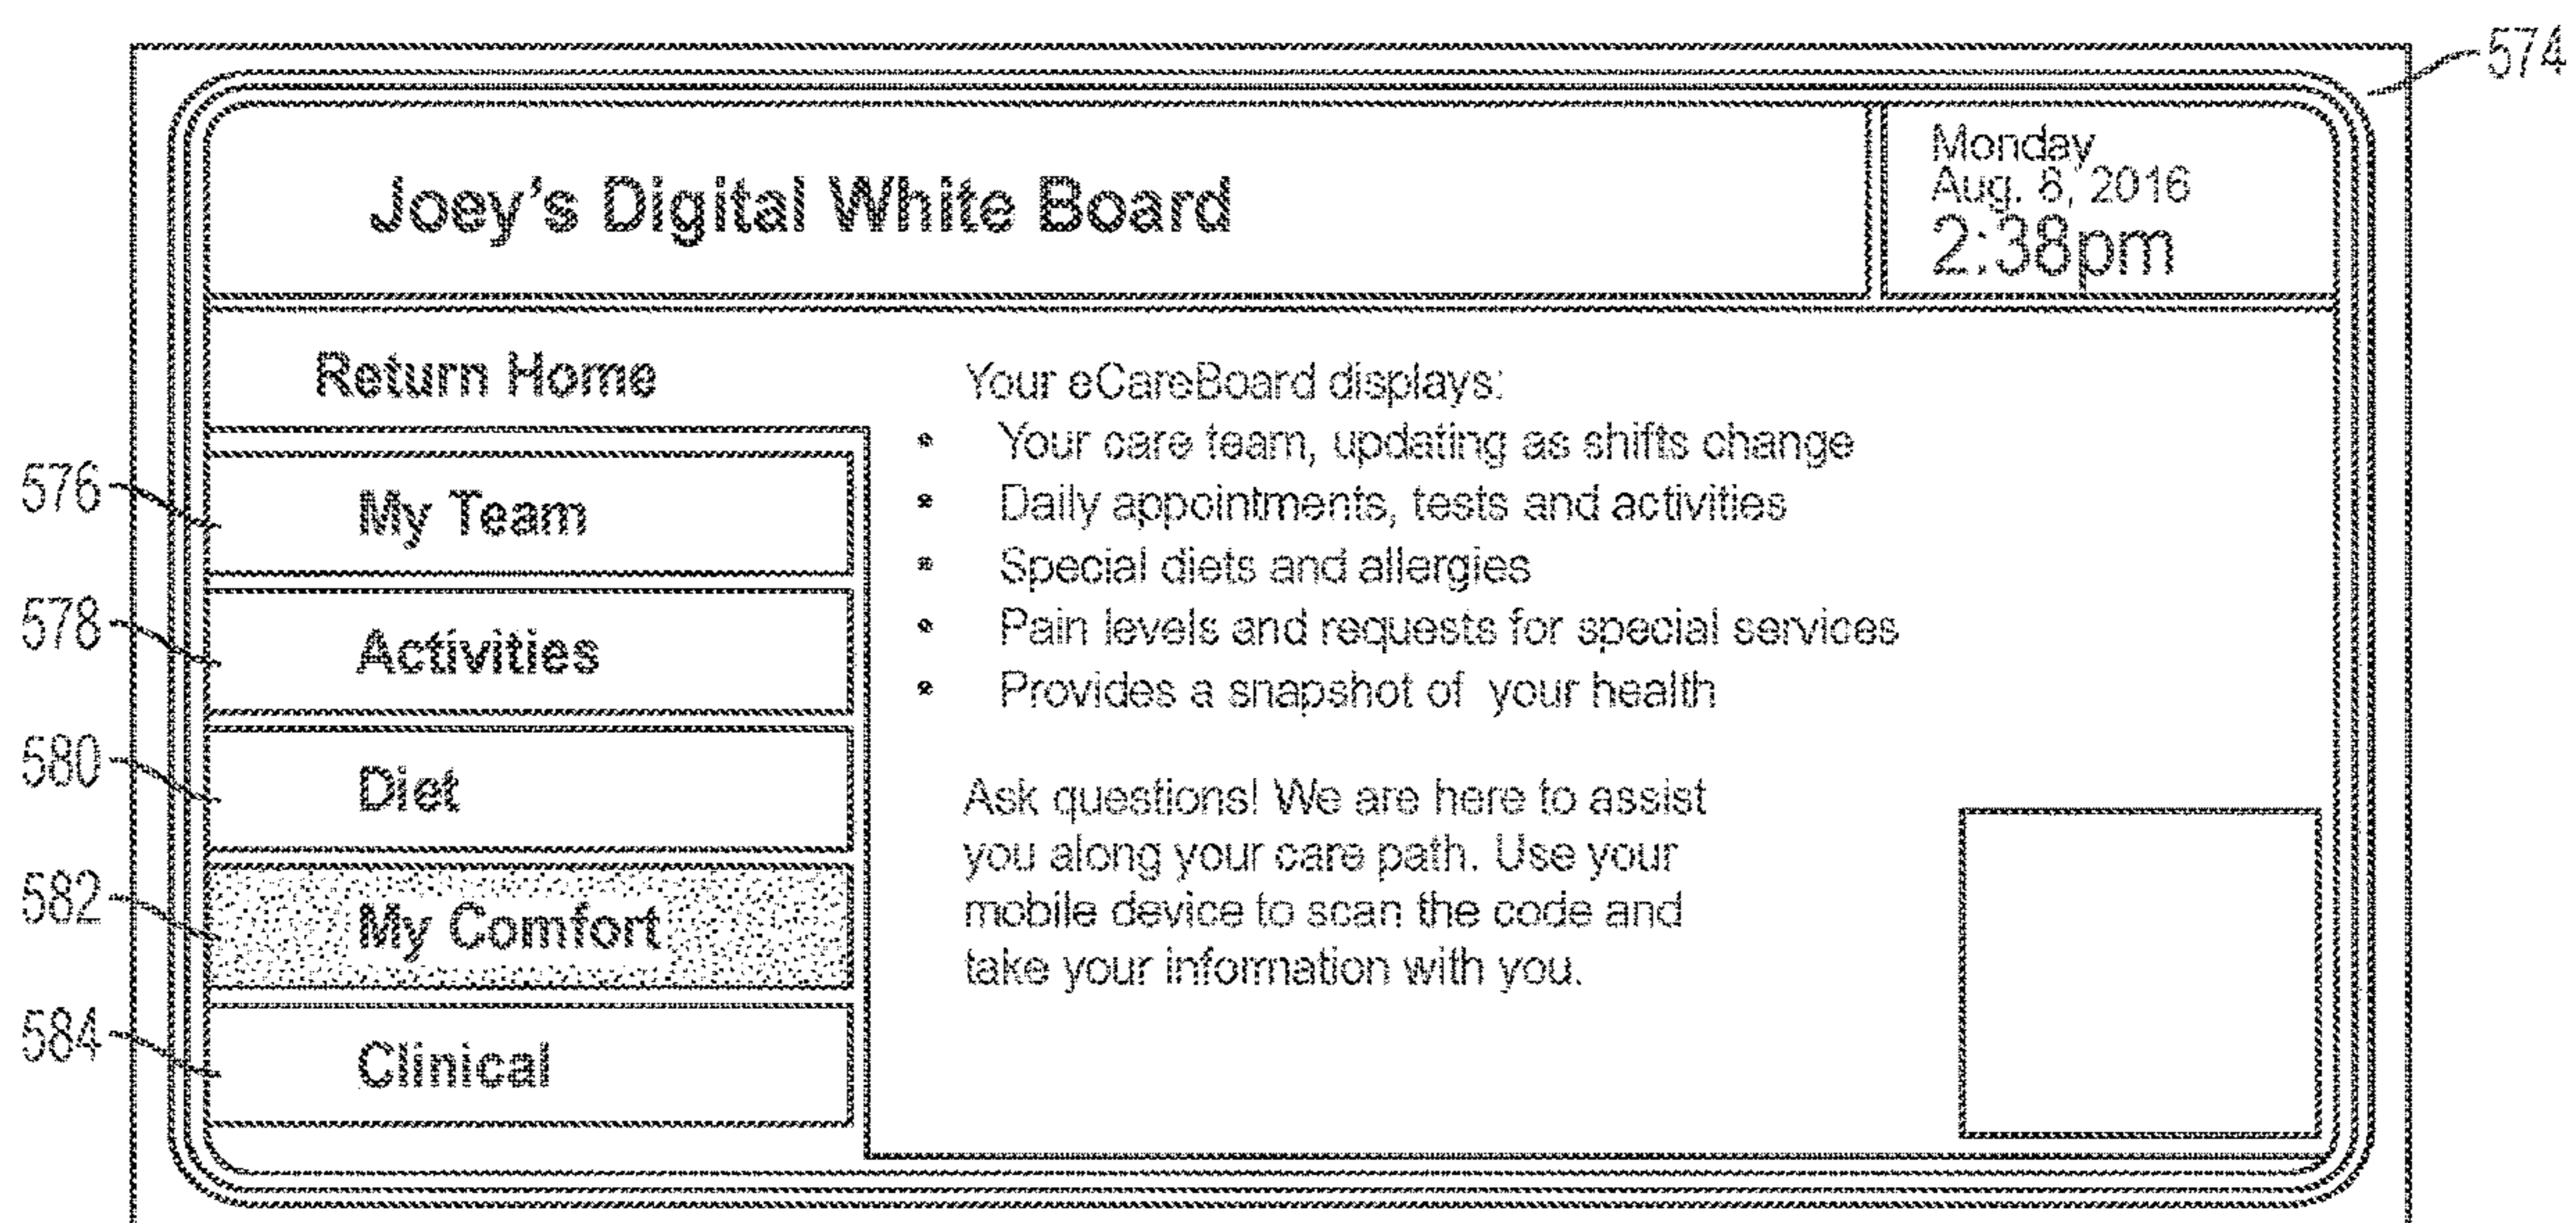 574
Joey's Digital White Board
Monday
Aug. 8, 2016
2:38pm
Return Home
576
My Team
578
Activities
580
Diet
582
My Comfort
584
Clinical
Your eCareBoard displays:
• Your care team, updating as shifts change
• Daily appointments, tests and activities
• Special diets and allergies
• Pain levels and requests for special services
• Provides a snapshot of your health
Ask questions! We are here to assist
you along your care path. Use your
mobile device to scan the code and
take your information with you.